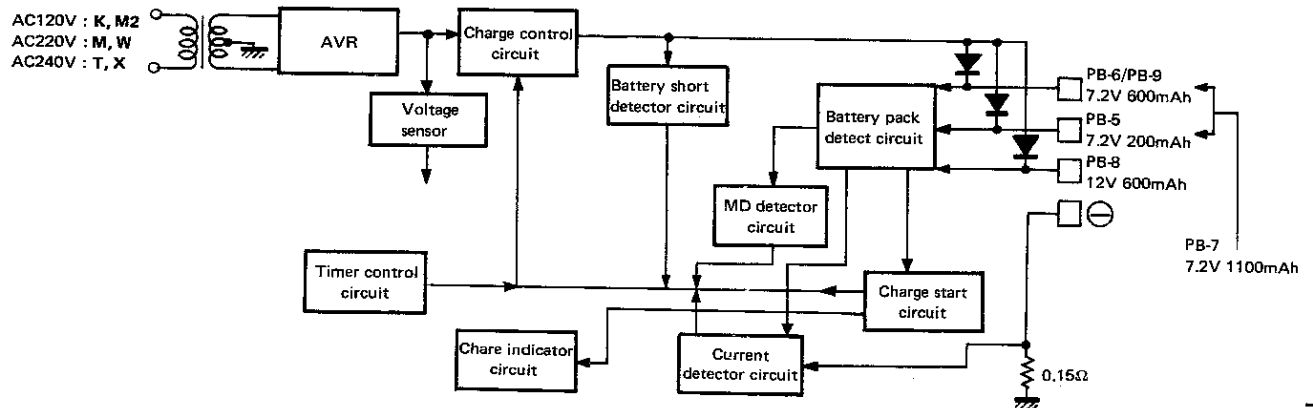 AC120V : K, M2
AC220V : M, W
AC240V : T, X
AVR
Charge control
circuit
Voltage
sensor
Battery short
detector circuit
Battery pack
detect circuit
PB-6/PB-9
7.2V 600mAh
PB-5
7.2V 200mAh
PB-8
12V 600mAh
⊖
PB-7
7.2V 1100mAh
MD detector
circuit
Timer control
circuit
Charge start
circuit
Chare indicator
circuit
Current
detector circuit
0.15Ω